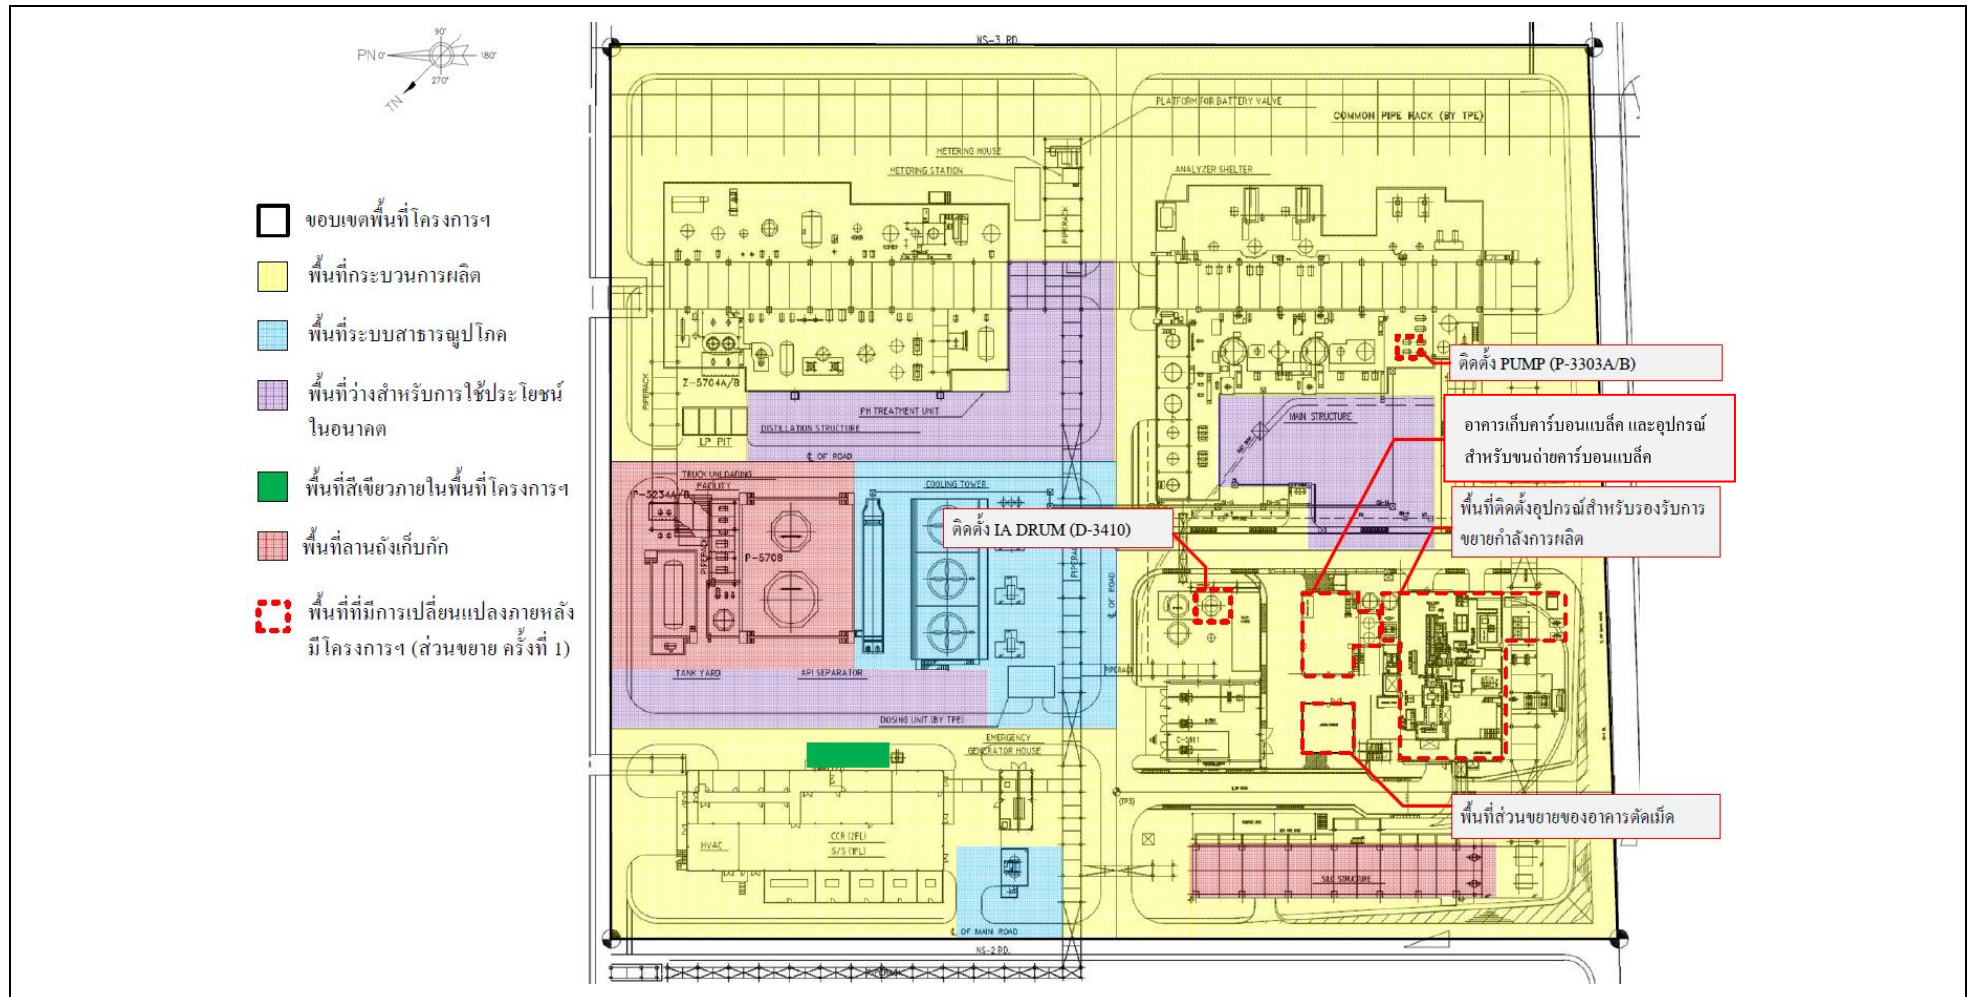 NS-3 RD.
90°
PN 0°
180°
270°
TN
PLATFORM FOR BATTERY VALVE
COMMON PIPE RACK (BY TPE)
METERING HOUSE
METERING STATION
ANALYZER SHELTER
PIPERACK
ขอบเขตพื้นที่โครงการฯ
พื้นที่กระบวนการผลิต
พื้นที่ระบบสาธารณูปโภค
พื้นที่ว่างสำหรับการใช้ประโยชน์
ในอนาคต
พื้นที่สีเขียวภายในพื้นที่โครงการฯ
พื้นที่ลานถังเก็บกัก
พื้นที่ที่มีการเปลี่ยนแปลงภายหลัง
มีโครงการฯ (ส่วนขยาย ครั้งที่ 1)
ติดตั้ง PUMP (P-3303A/B)
Z-5704A/B
PIPERACK
PH TREATMENT UNIT
DISTILLATION STRUCTURE
MAIN STRUCTURE
LP PIT
℄ OF ROAD
อาคารเก็บคาร์บอนแบล็ค และอุปกรณ์
สำหรับขนถ่ายคาร์บอนแบล็ค
TRUCK UNLOADING
FACILITY
P-5234A/B
COOLING TOWER
พื้นที่ติดตั้งอุปกรณ์สำหรับรองรับการ
ขยายกำลังการผลิต
ติดตั้ง IA DRUM (D-3410)
PIPERACK
P-5708
PIPERACK
℄ OF ROAD
TANK YARD
API SEPARATOR
PIPERACK
DOSING UNIT (BY TPE)
EMERGENCY
GENERATOR HOUSE
C-5901
(TP3)
พื้นที่ส่วนขยายของอาคารตัดเม็ด
HVAC
CCR (2FL)
S/S (1FL)
SILO STRUCTURE
℄ OF MAIN ROAD
NS-2 RD.
PIPERACK